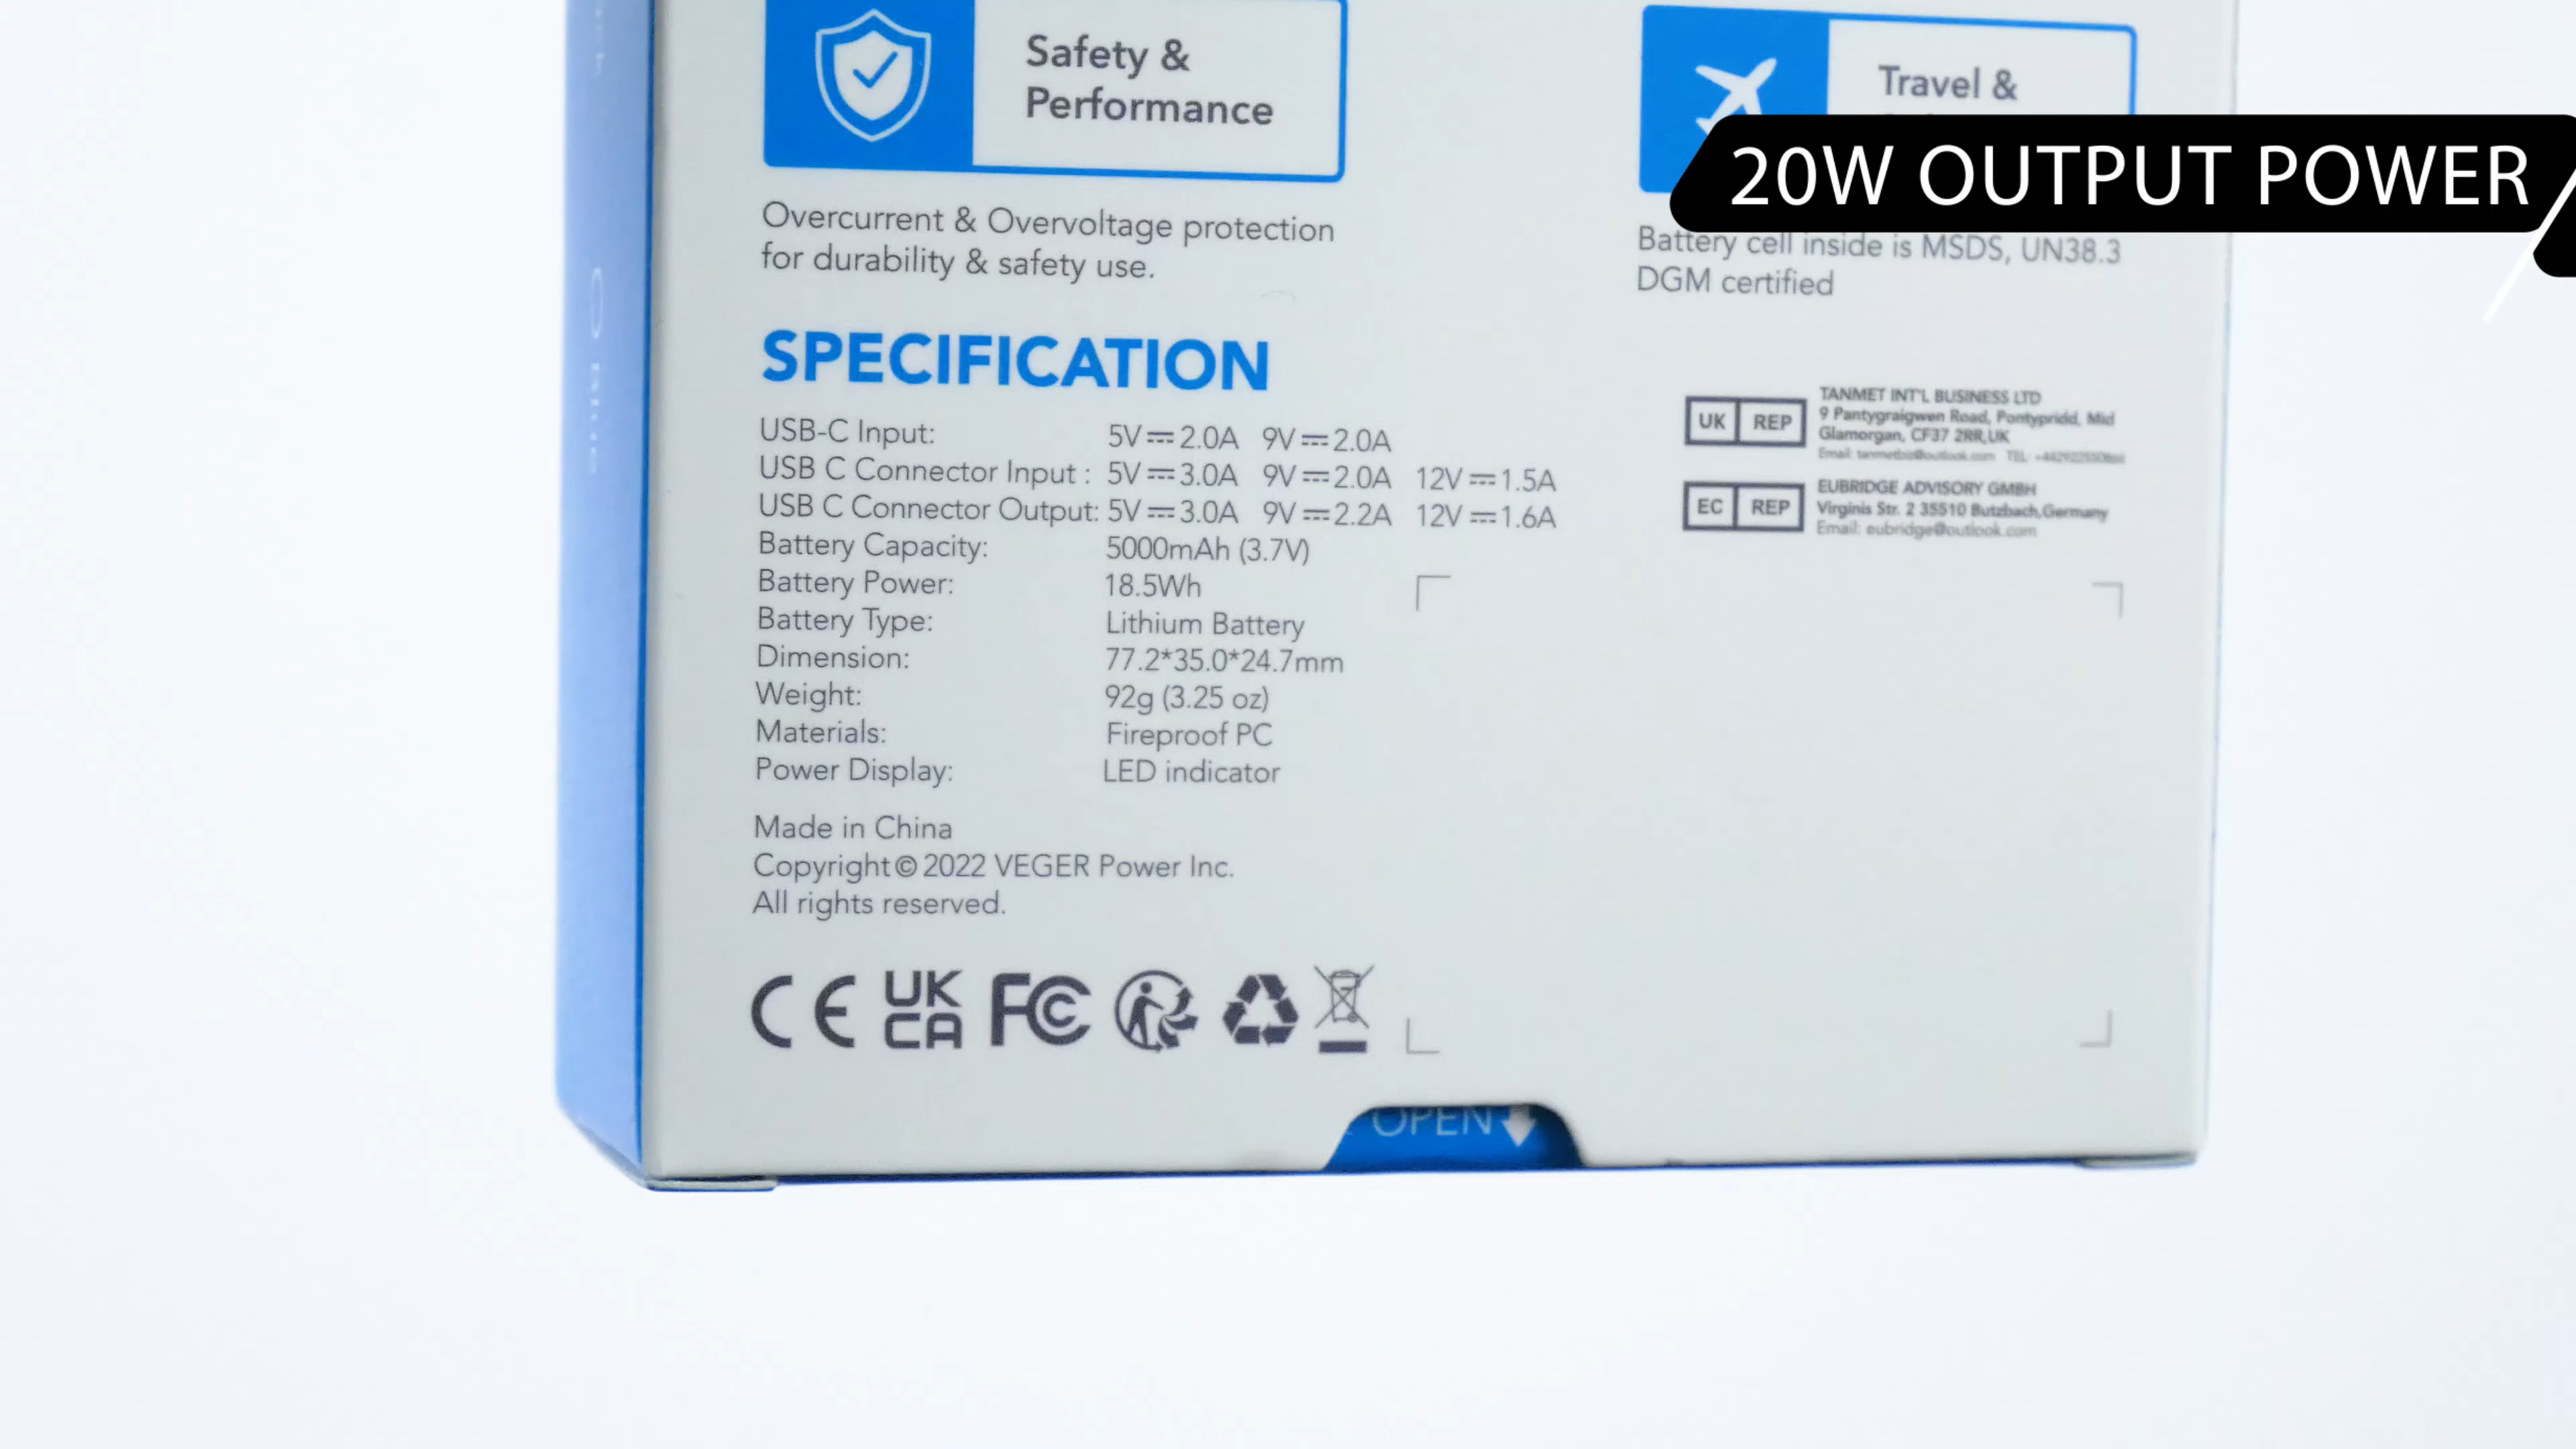 Safety &
Performance
Overcurrent & Overvoltage protection
for durability & safety use.
Travel &
20W OUTPUT POWER
Battery cell inside is MSDS, UN38.3
DGM certified
SPECIFICATION
USB-C Input: 5V⎓2.0A 9V⎓2.0A
USB C Connector Input : 5V⎓3.0A 9V⎓2.0A 12V⎓1.5A
USB C Connector Output: 5V⎓3.0A 9V⎓2.2A 12V⎓1.6A
Battery Capacity: 5000mAh (3.7V)
Battery Power: 18.5Wh
Battery Type: Lithium Battery
Dimension: 77.2*35.0*24.7mm
Weight: 92g (3.25 oz)
Materials: Fireproof PC
Power Display: LED indicator
Made in China
Copyright © 2022 VEGER Power Inc.
All rights reserved.
CE UK CA FC
UK REP
TANMET INT'L BUSINESS LTD
9 Pantygraigwen Road, Pontypridd, Mid
Glamorgan, CF37 2RR,UK
Email: tanmetbiz@outlook.com TEL:
EC REP
EUBRIDGE ADVISORY GMBH
Virginis Str. 2 35510 Butzbach,Germany
Email: eubridge@outlook.com
OPEN